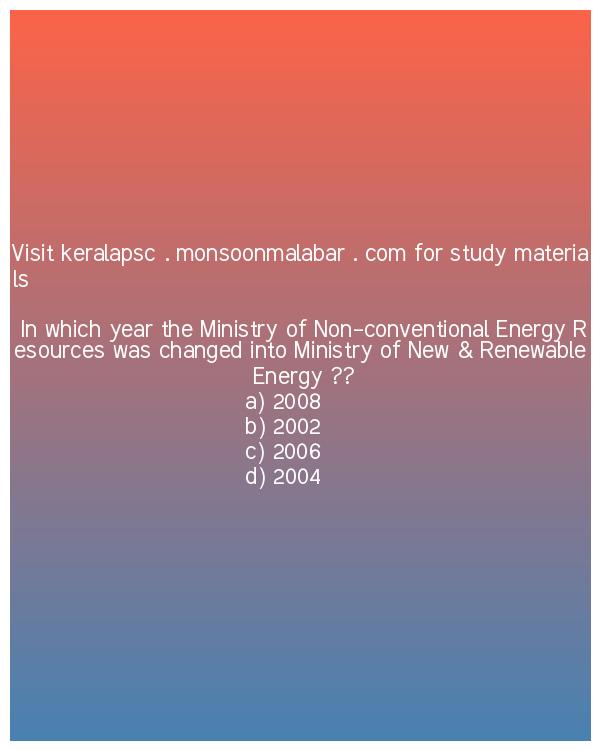 Visit keralapsc . monsoonmalabar . com for study materia
ls
In which year the Ministry of Non-conventional Energy R
esources was changed into Ministry of New & Renewable
Energy ??
a) 2008
b) 2002
c) 2006
d) 2004